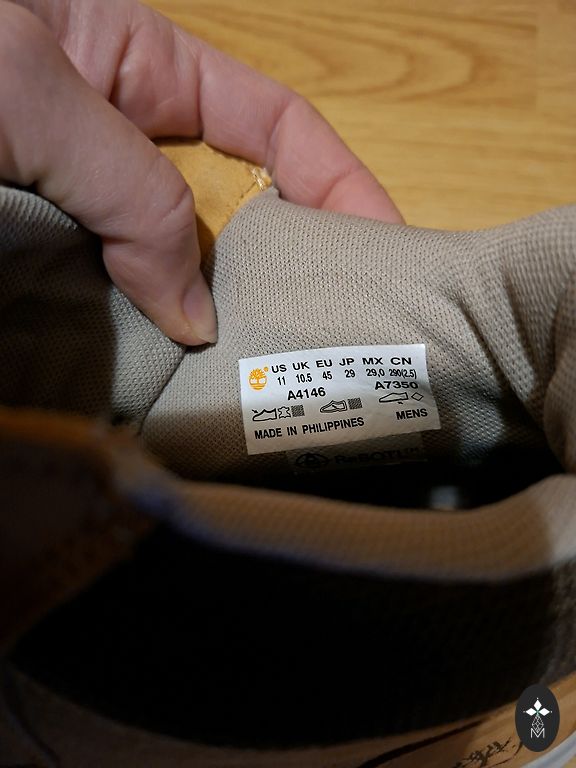 US UK EU JP MX CN
11 10.5 45 29 29,0 290(2.5)
A4146 A7350
MENS
MADE IN PHILIPPINES
ReBOTL
M